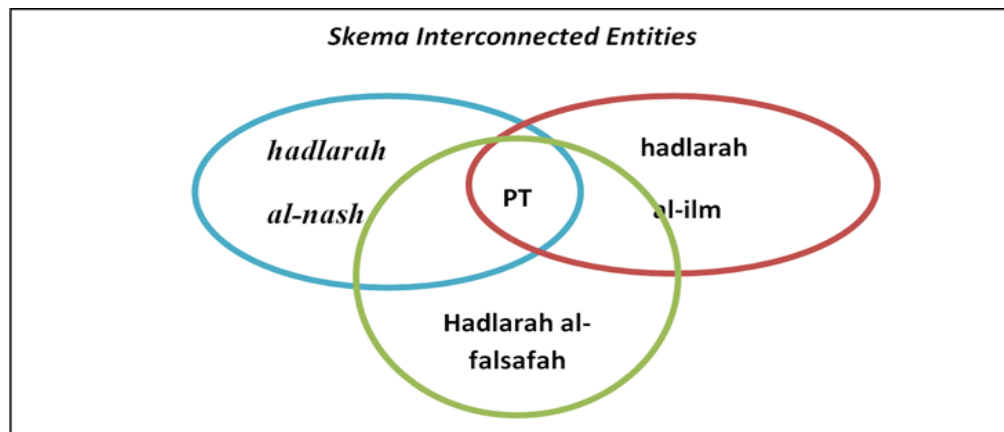 Skema Interconnected Entities
hadlarah
al-nash
PT
hadlarah
al-ilm
Hadlarah al-
falsafah